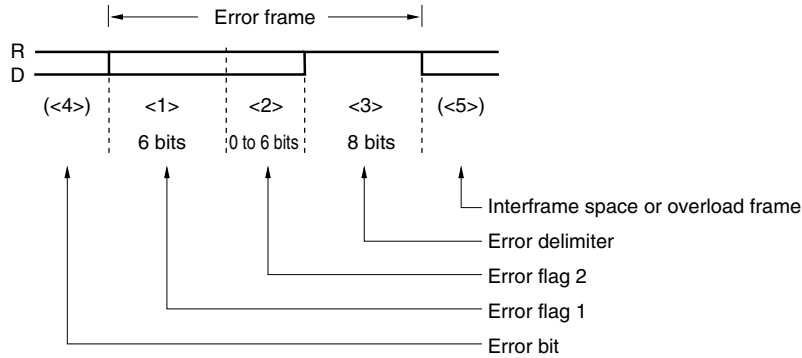 Error frame
R
D
(<4>) <1> <2> <3> (<5>)
6 bits 0 to 6 bits 8 bits
Interframe space or overload frame
Error delimiter
Error flag 2
Error flag 1
Error bit